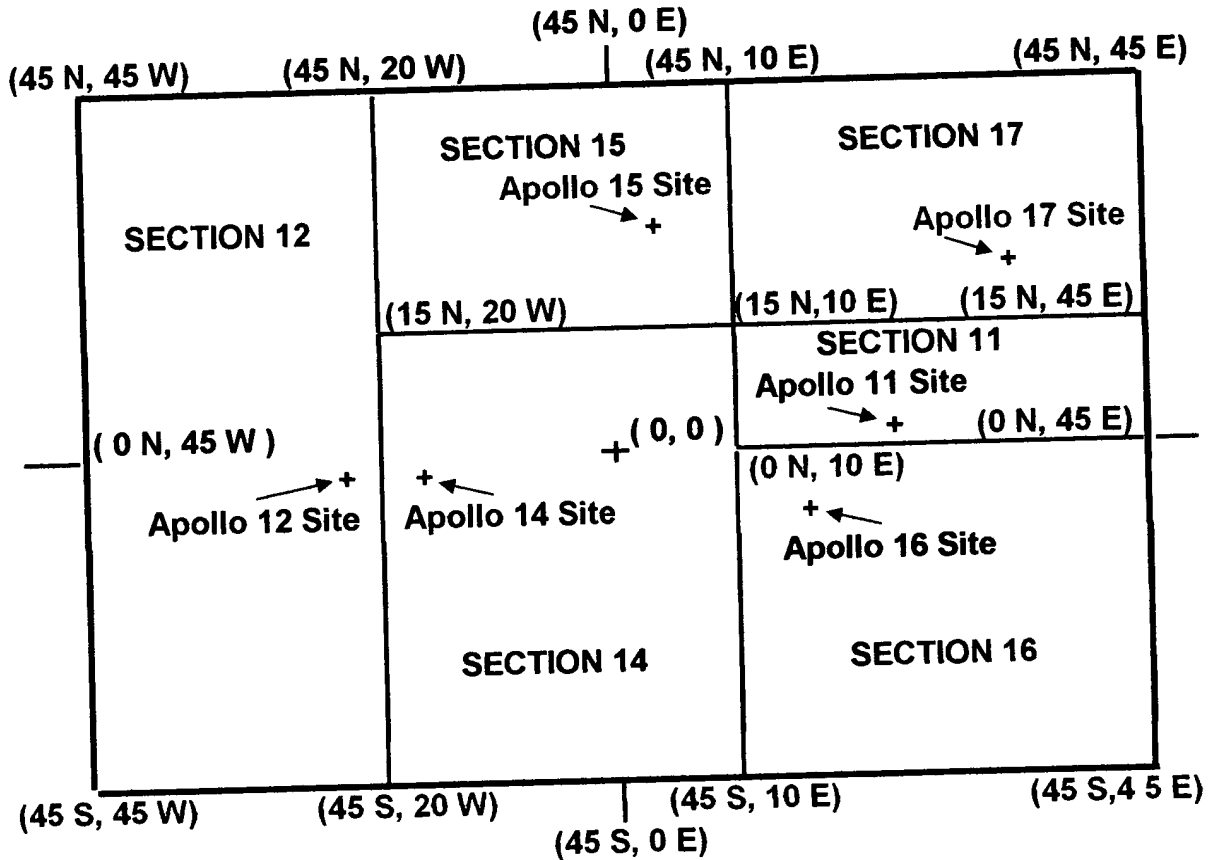 (45 N, 0 E)
(45 N, 45 W)
(45 N, 20 W)
(45 N, 10 E)
(45 N, 45 E)
SECTION 15
SECTION 17
Apollo 15 Site
Apollo 17 Site
SECTION 12
(15 N, 20 W)
(15 N,10 E)
(15 N, 45 E)
SECTION 11
Apollo 11 Site
( 0 N, 45 W )
( 0, 0 )
(0 N, 45 E)
(0 N, 10 E)
Apollo 12 Site
Apollo 14 Site
Apollo 16 Site
SECTION 14
SECTION 16
(45 S, 45 W)
(45 S, 20 W)
(45 S, 10 E)
(45 S,4 5 E)
(45 S, 0 E)